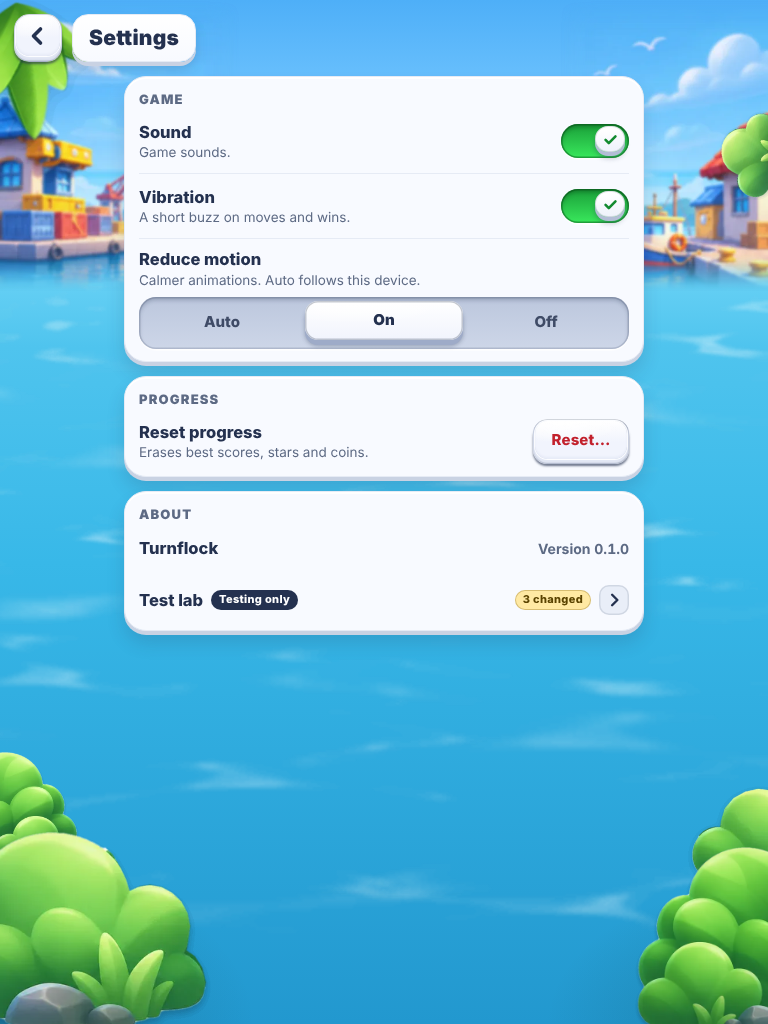 Settings
GAME
Sound
Game sounds.
Vibration
A short buzz on moves and wins.
Reduce motion
Calmer animations. Auto follows this device.
Auto On Off
PROGRESS
Reset progress
Erases best scores, stars and coins.
Reset...
ABOUT
Turnflock Version 0.1.0
Test lab Testing only 3 changed